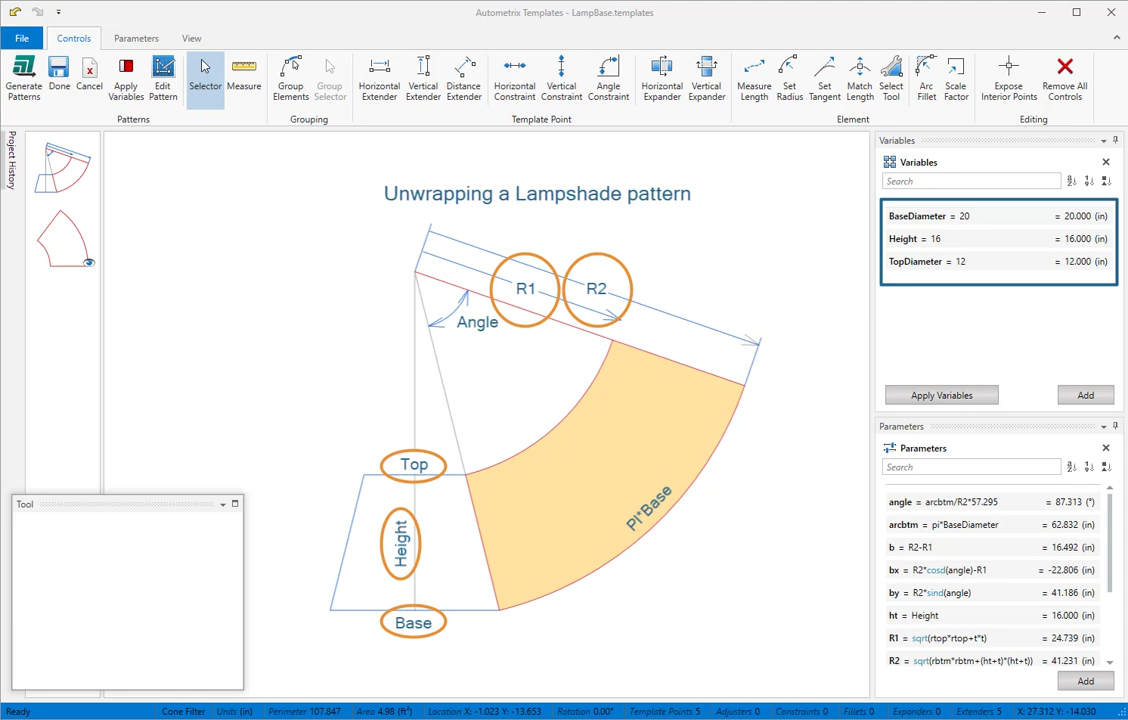 Autometrix Templates - LampBase.templates
File Controls Parameters View
Generate Patterns Done Cancel Apply Variables Edit Pattern Selector Measure Group Elements Group Selector Horizontal Extender Vertical Extender Distance Extender Horizontal Constraint Vertical Constraint Angle Constraint Horizontal Expander Vertical Expander Measure Length Set Radius Set Tangent Match Length Select Tool Arc Fillet Scale Factor Expose Interior Points Remove All Controls
Patterns Grouping Template Point Element Editing
Project History
Unwrapping a Lampshade pattern
R1 R2
Angle
Top
Height
PI*Base
Base
Tool
Variables
Variables
Search
BaseDiameter = 20 = 20.000 (in)
Height = 16 = 16.000 (in)
TopDiameter = 12 = 12.000 (in)
Apply Variables Add
Parameters
Parameters
Search
angle = arcbtm/R2*57.295 = 87.313 (°)
arcbtm = pi*BaseDiameter = 62.832 (in)
b = R2-R1 = 16.492 (in)
bx = R2*cosd(angle)-R1 = -22.806 (in)
by = R2*sind(angle) = 41.186 (in)
ht = Height = 16.000 (in)
R1 = sqrt(rtop*rtop+t*t) = 24.739 (in)
R2 = sqrt(rbtm*rbtm+(ht+t)*(ht+t)) = 41.231 (in)
Add
Ready Cone Filter Units (in) Perimeter 107.847 Area 4.98 (ft²) Location X: -1.023 Y: -13.653 Rotation 0.00° Template Points 5 Adjusters 0 Constraints 0 Fillets 0 Expanders 0 Extenders 5 X: 27.312 Y: -14.030